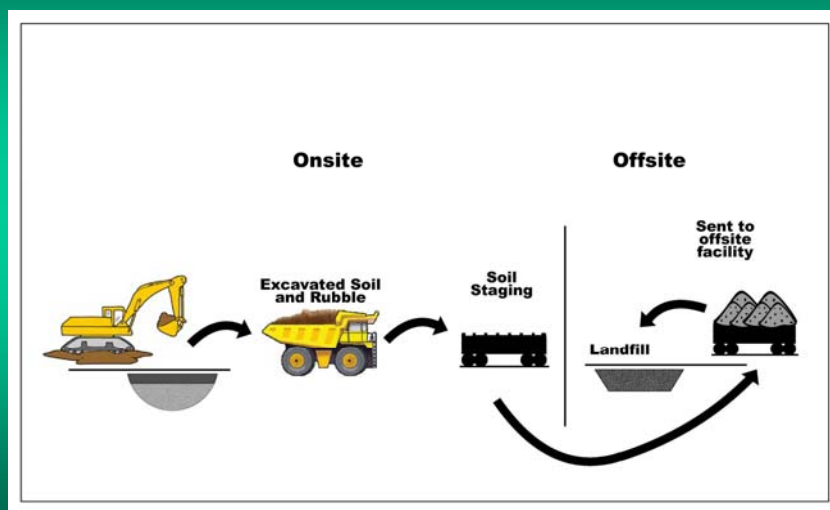 Onsite
Offsite
Excavated Soil
and Rubble
Soil
Staging
Sent to
offsite
facility
Landfill